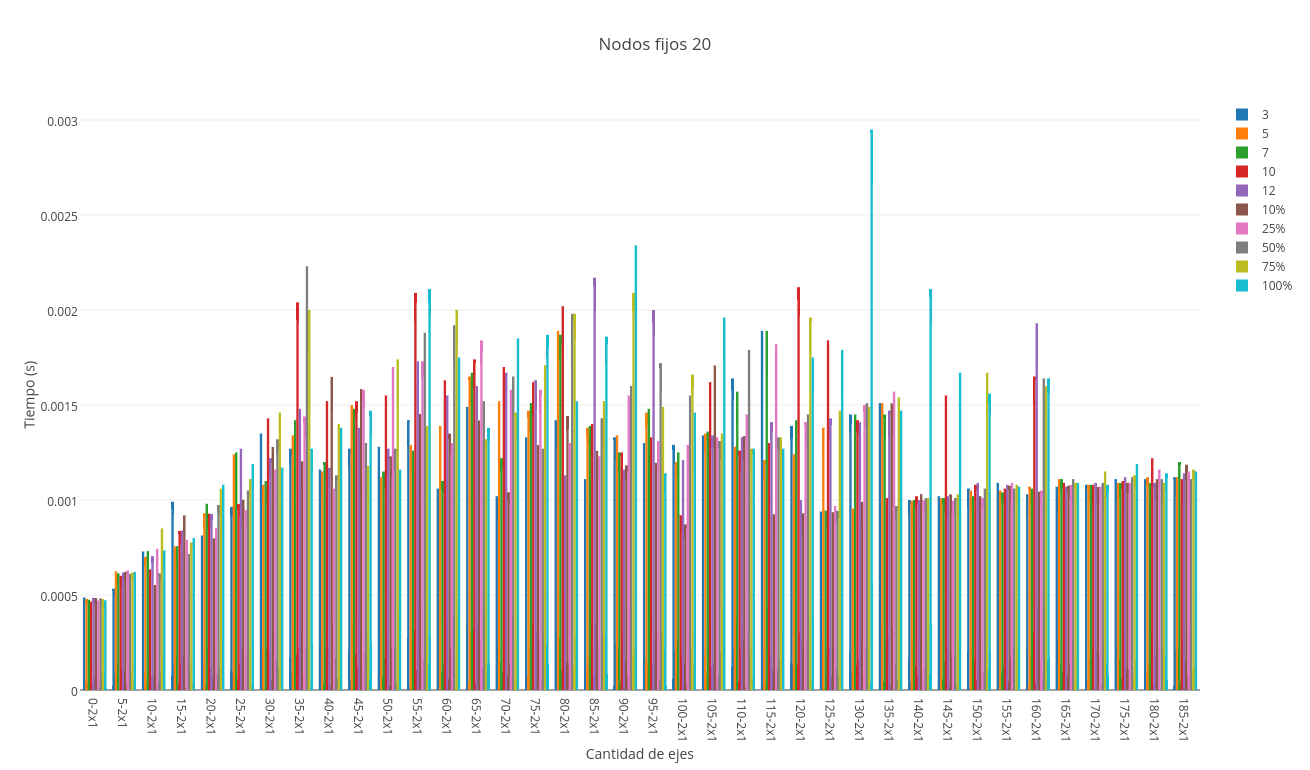 Nodos fijos 20
0.003
0.0025
0.002
0.0015
0.001
0.0005
0
Tiempo (s)
0-2x1
5-2x1
10-2x1
15-2x1
20-2x1
25-2x1
30-2x1
35-2x1
40-2x1
45-2x1
50-2x1
55-2x1
60-2x1
65-2x1
70-2x1
75-2x1
80-2x1
85-2x1
90-2x1
95-2x1
100-2x1
105-2x1
110-2x1
115-2x1
120-2x1
125-2x1
130-2x1
135-2x1
140-2x1
145-2x1
150-2x1
155-2x1
160-2x1
165-2x1
170-2x1
175-2x1
180-2x1
185-2x1
Cantidad de ejes
3
5
7
10
12
10%
25%
50%
75%
100%